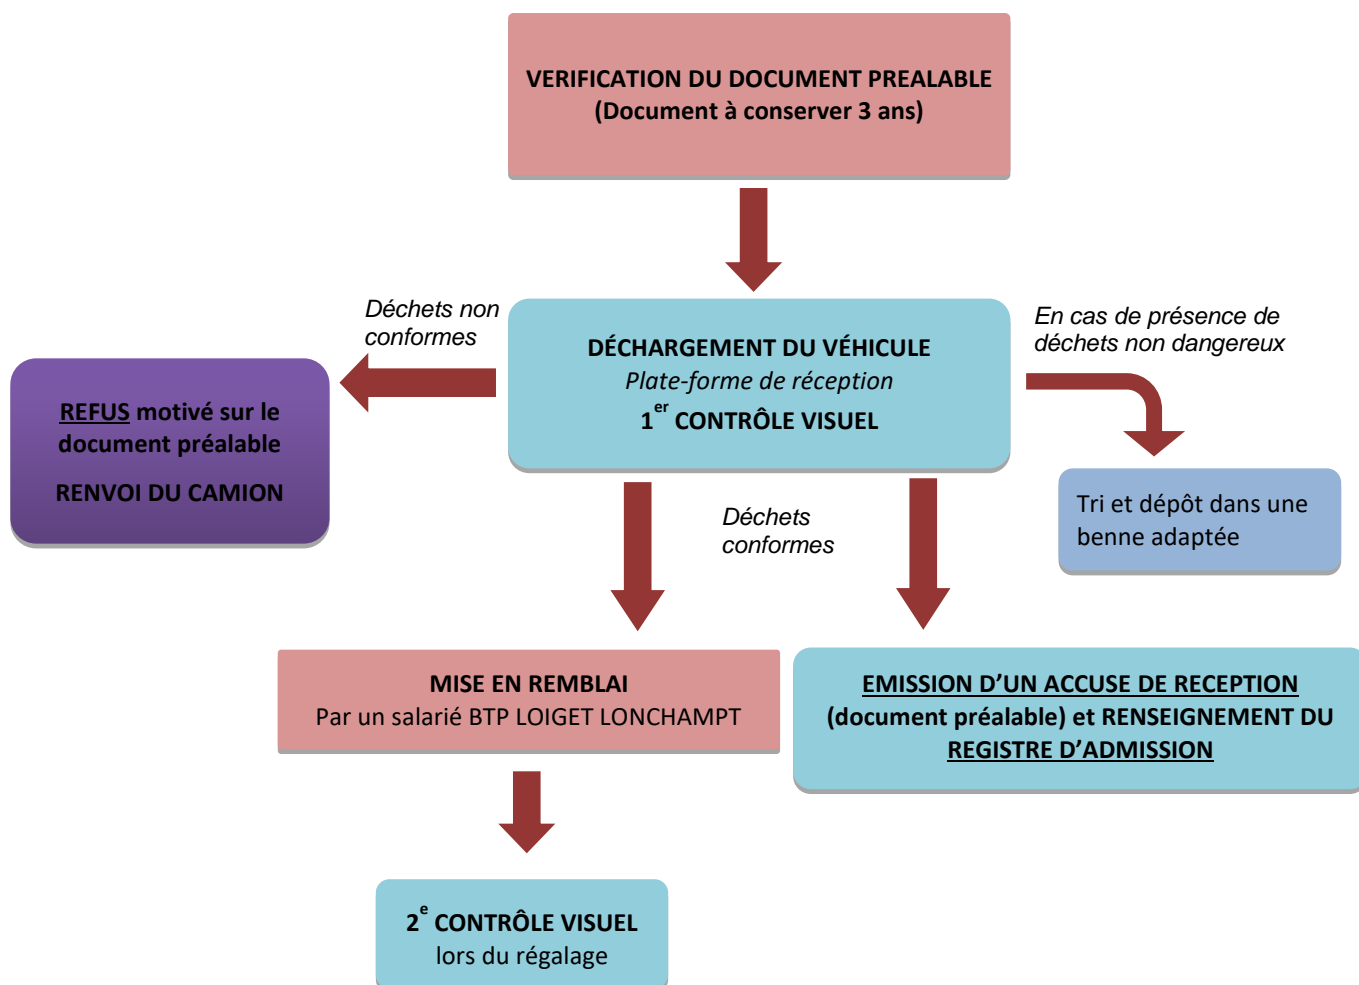 VERIFICATION DU DOCUMENT PREALABLE
(Document à conserver 3 ans)
Déchets non
conformes
DÉCHARGEMENT DU VÉHICULE
Plate-forme de réception
1er CONTRÔLE VISUEL
En cas de présence de
déchets non dangereux
REFUS motivé sur le
document préalable
RENVOI DU CAMION
Tri et dépôt dans une
benne adaptée
Déchets
conformes
MISE EN REMBLAI
Par un salarié BTP LOIGET LONCHAMPT
EMISSION D’UN ACCUSE DE RECEPTION
(document préalable) et RENSEIGNEMENT DU
REGISTRE D’ADMISSION
2e CONTRÔLE VISUEL
lors du régalage